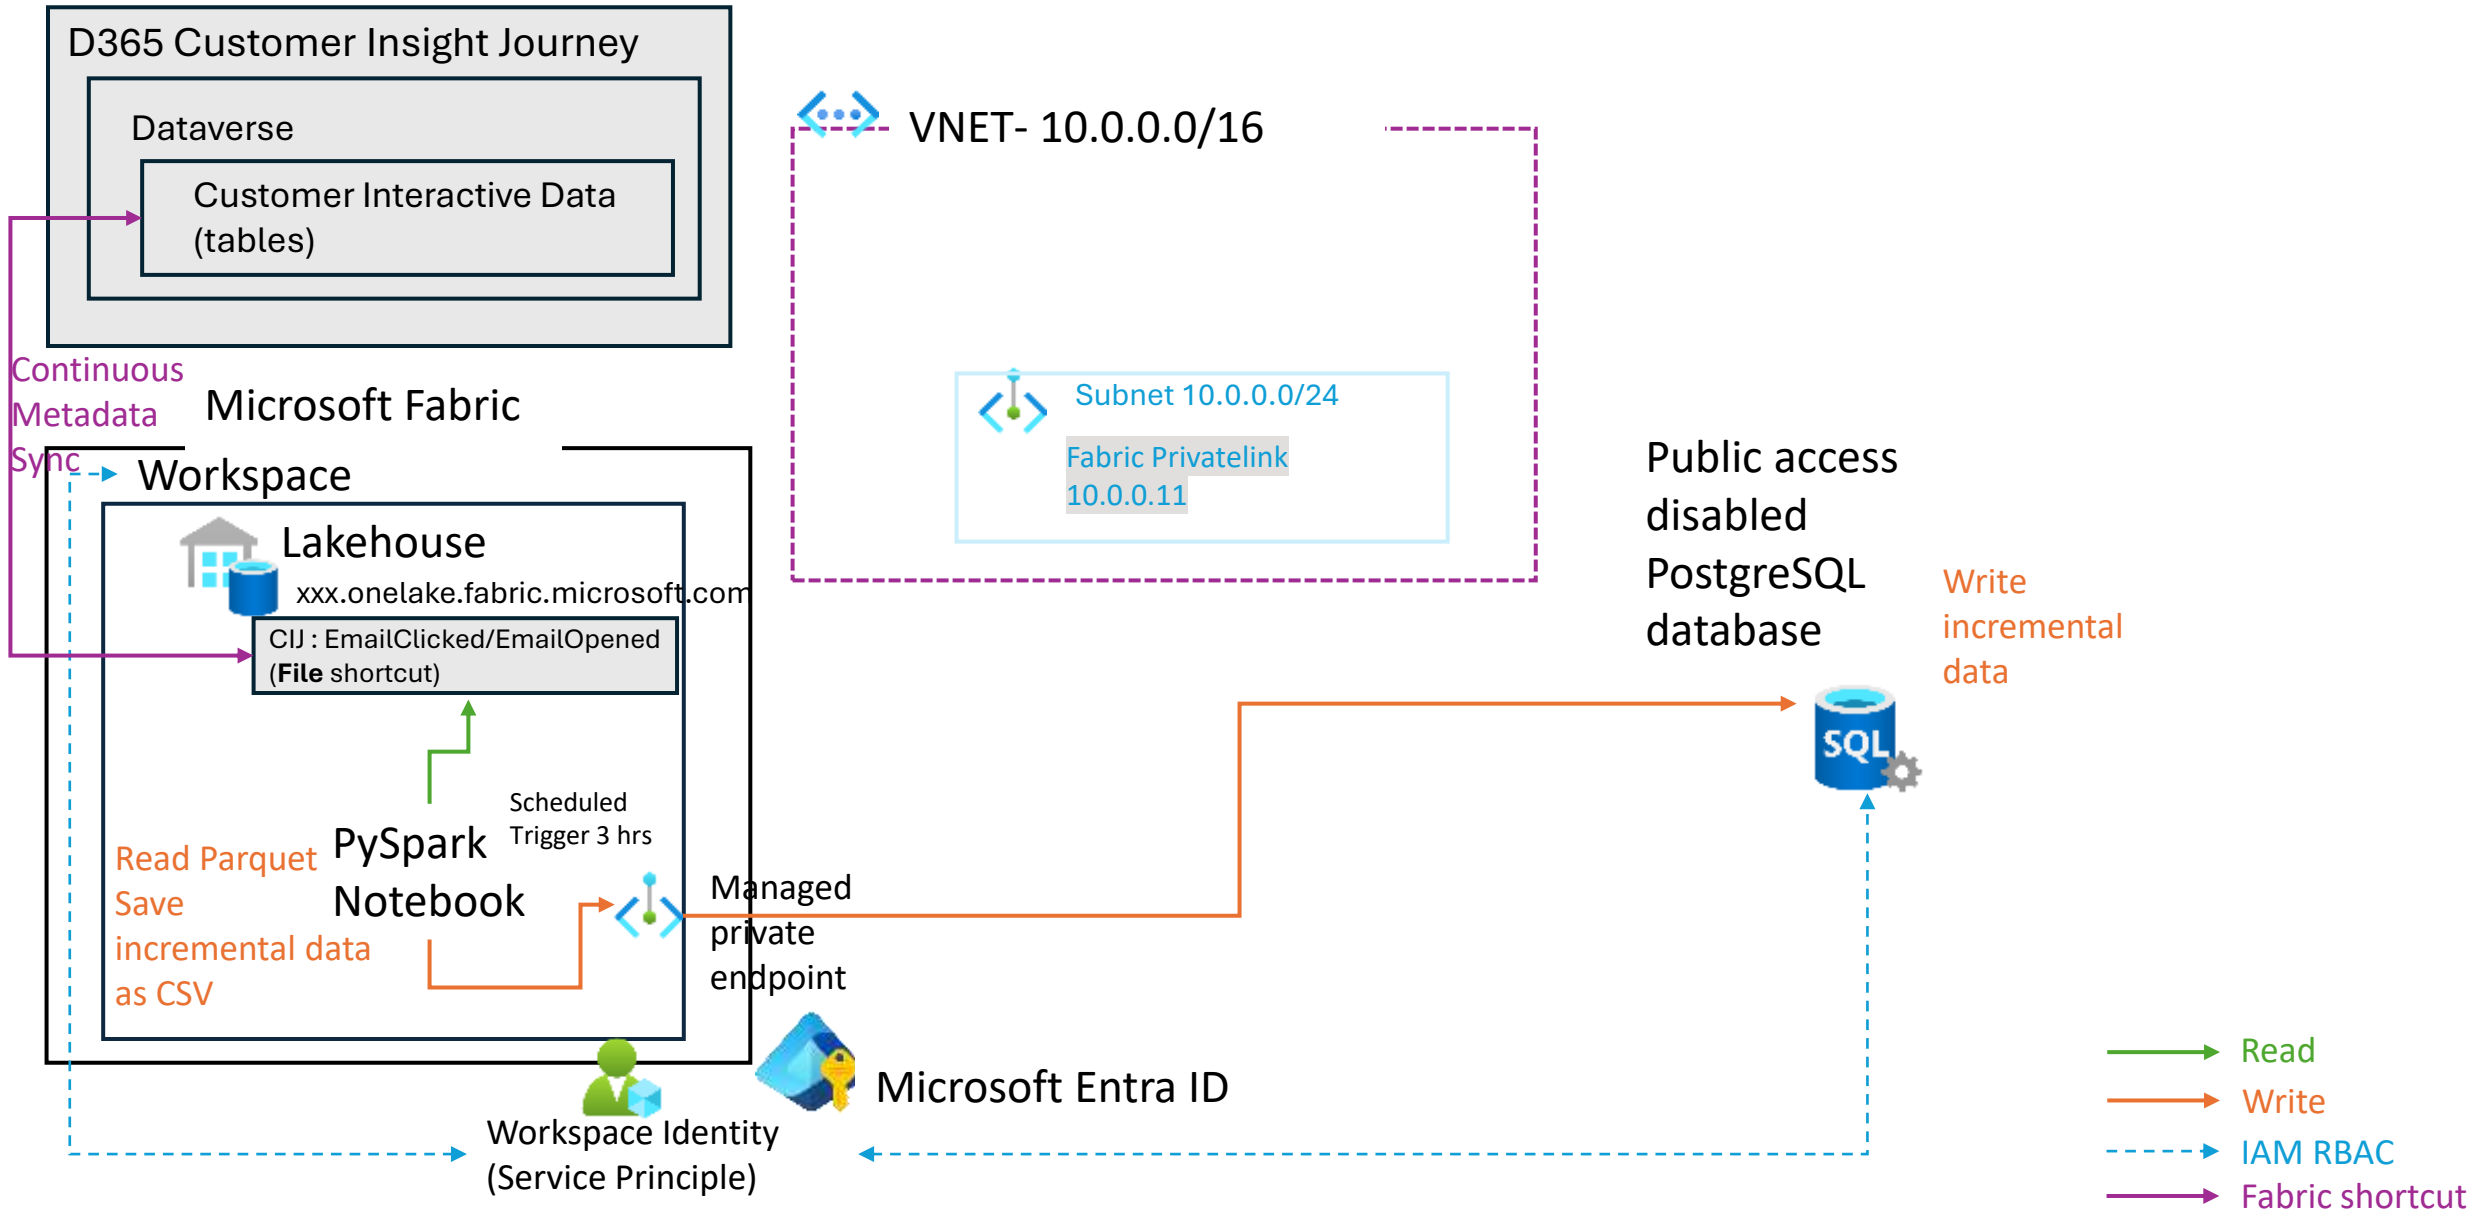 D365 Customer Insight Journey
Dataverse
Customer Interactive Data
(tables)
VNET- 10.0.0.0/16
Continuous
Metadata
Sync
Microsoft Fabric
Workspace
Lakehouse
xxx.onelake.fabric.microsoft.com
CIJ : EmailClicked/EmailOpened
(File shortcut)
Subnet 10.0.0.0/24
Fabric Privatelink
10.0.0.11
Public access
disabled
PostgreSQL
database
Write
incremental
data
SQL
Scheduled
Trigger 3 hrs
PySpark
Notebook
Read Parquet
Save
incremental data
as CSV
Managed
private
endpoint
Microsoft Entra ID
Workspace Identity
(Service Principle)
Read
Write
IAM RBAC
Fabric shortcut